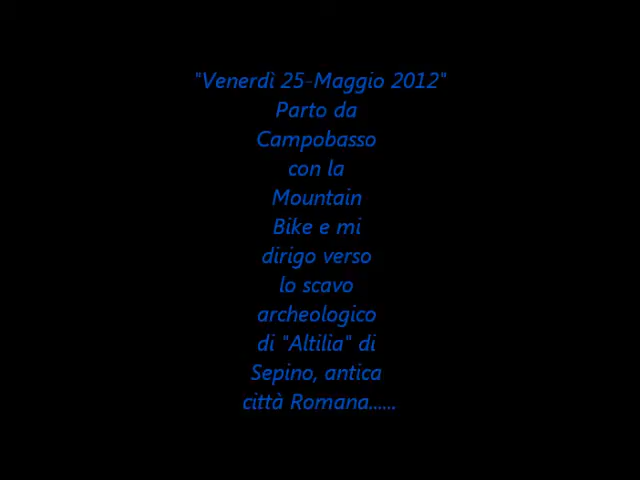 "Venerdì 25-Maggio 2012"
Parto da
Campobasso
con la
Mountain
Bike e mi
dirigo verso
lo scavo
archeologico
di "Altilia" di
Sepino, antica
città Romana......